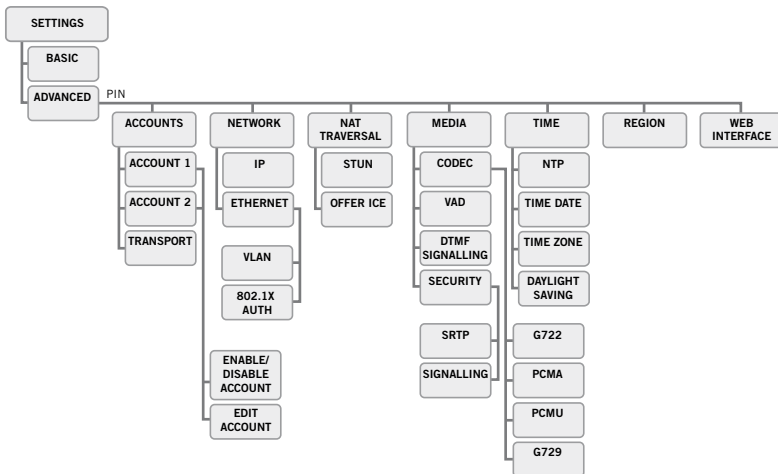 SETTINGS
BASIC
ADVANCED
PIN
ACCOUNTS
NETWORK
NAT
TRAVERSAL
MEDIA
TIME
REGION
WEB
INTERFACE
ACCOUNT 1
IP
STUN
CODEC
NTP
ACCOUNT 2
ETHERNET
OFFER ICE
VAD
TIME DATE
TRANSPORT
VLAN
DTMF
SIGNALLING
TIME ZONE
802.1X
AUTH
SECURITY
DAYLIGHT
SAVING
SRTP
G722
ENABLE/
DISABLE
ACCOUNT
SIGNALLING
PCMA
EDIT
ACCOUNT
PCMU
G729